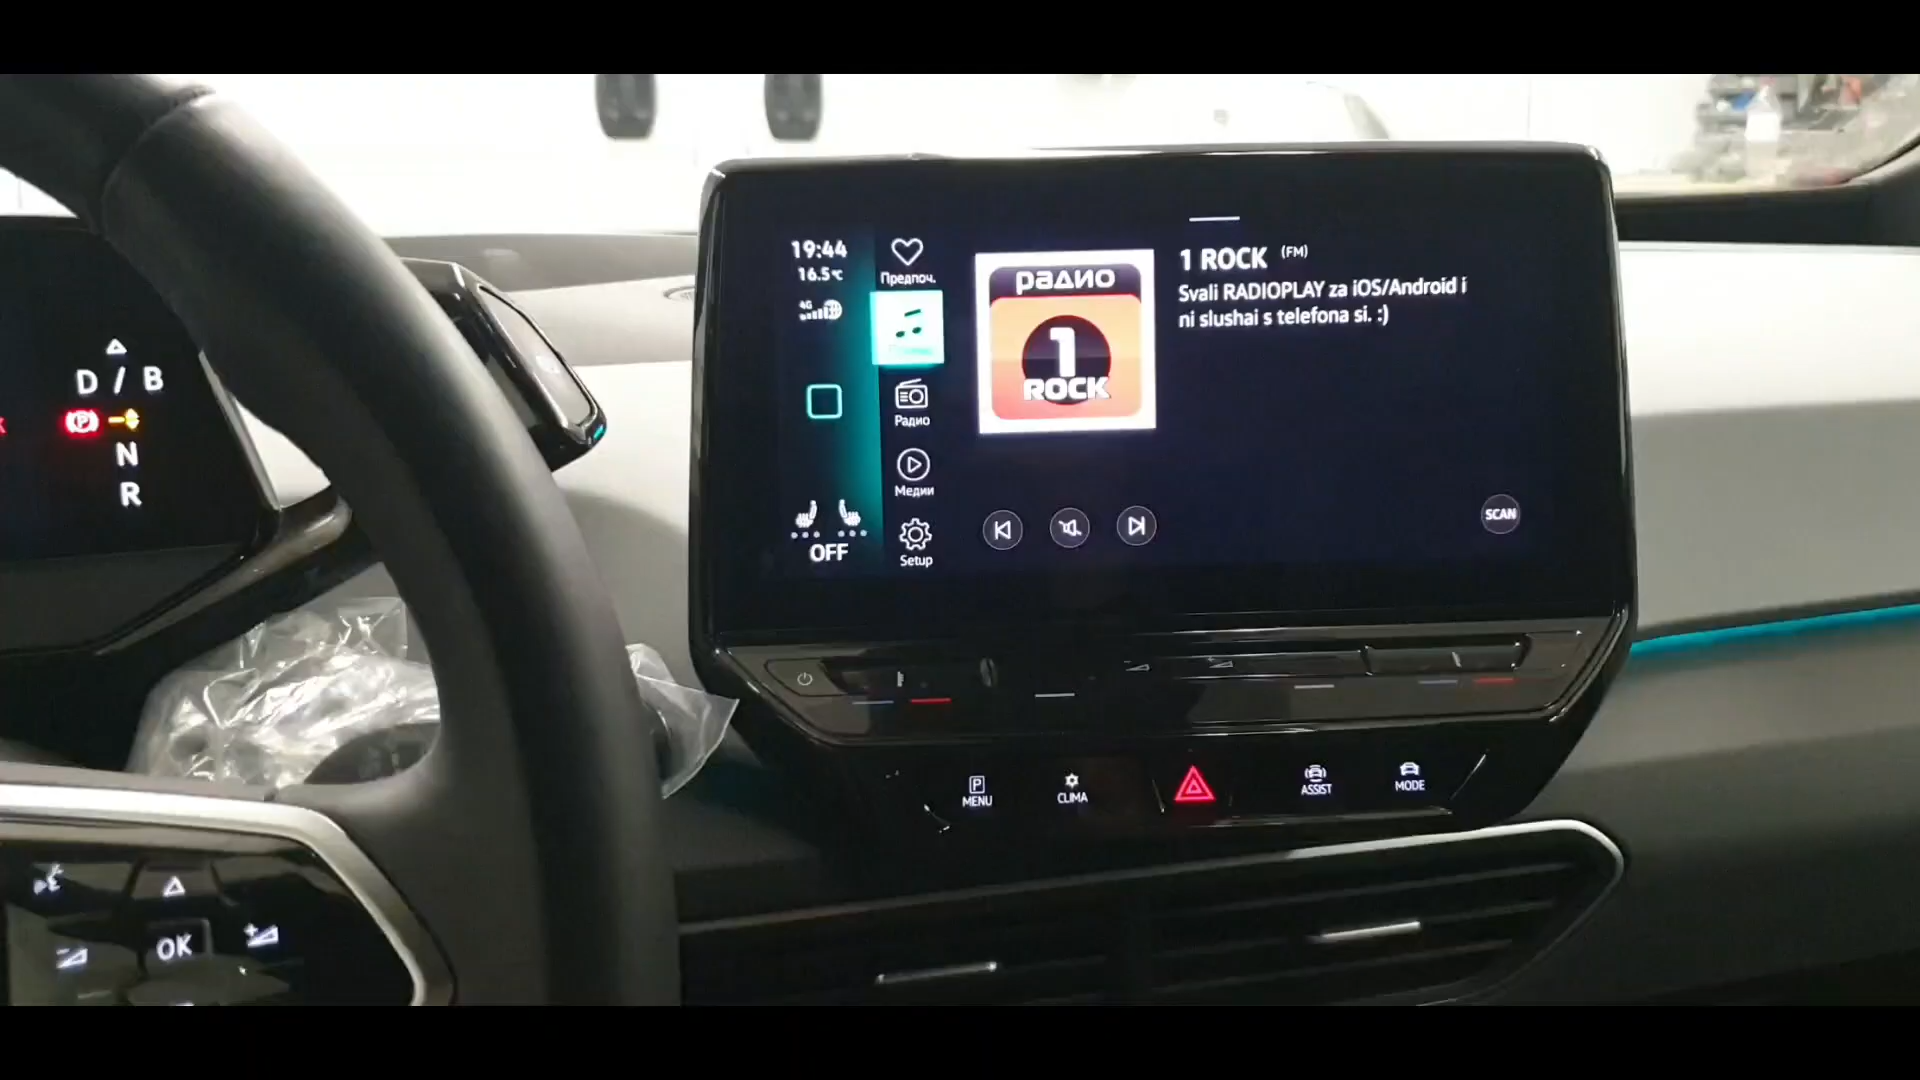 19:44
16.5°C
4G
Предпоч.
Радио
Медии
Setup
OFF
радио
1
ROCK
1 ROCK (FM)
Svali RADIOPLAY za iOS/Android i
ni slushai s telefona si. :)
SCAN
D / B
P
N
R
P
MENU
CLIMA
ASSIST
MODE
OK